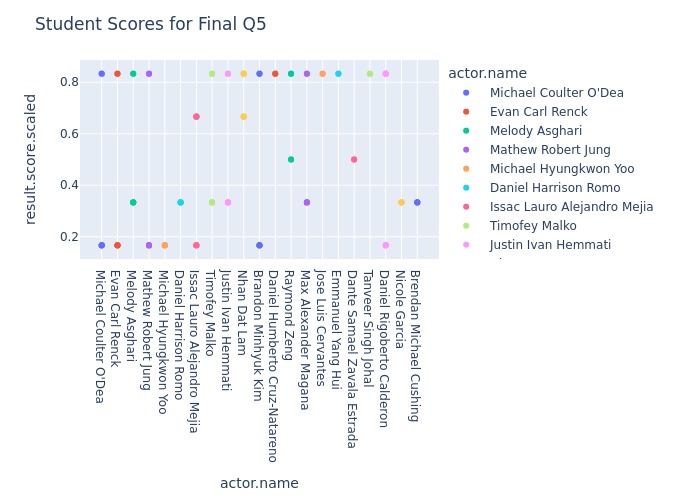 Student Scores for Final Q5
result.score.scaled
0.8
0.6
0.4
0.2
Michael Coulter O'Dea
Evan Carl Renck
Melody Asghari
Mathew Robert Jung
Michael Hyungkwon Yoo
Daniel Harrison Romo
Issac Lauro Alejandro Mejia
Timofey Malko
Justin Ivan Hemmati
Nhan Dat Lam
Brandon Minhyuk Kim
Daniel Humberto Cruz-Natareno
Raymond Zeng
Max Alexander Magana
Jose Luis Cervantes
Emmanuel Yang Hui
Dante Samael Zavala Estrada
Tanveer Singh Johal
Daniel Rigoberto Calderon
Nicole Garcia
Brendan Michael Cushing
actor.name
actor.name
Michael Coulter O'Dea
Evan Carl Renck
Melody Asghari
Mathew Robert Jung
Michael Hyungkwon Yoo
Daniel Harrison Romo
Issac Lauro Alejandro Mejia
Timofey Malko
Justin Ivan Hemmati